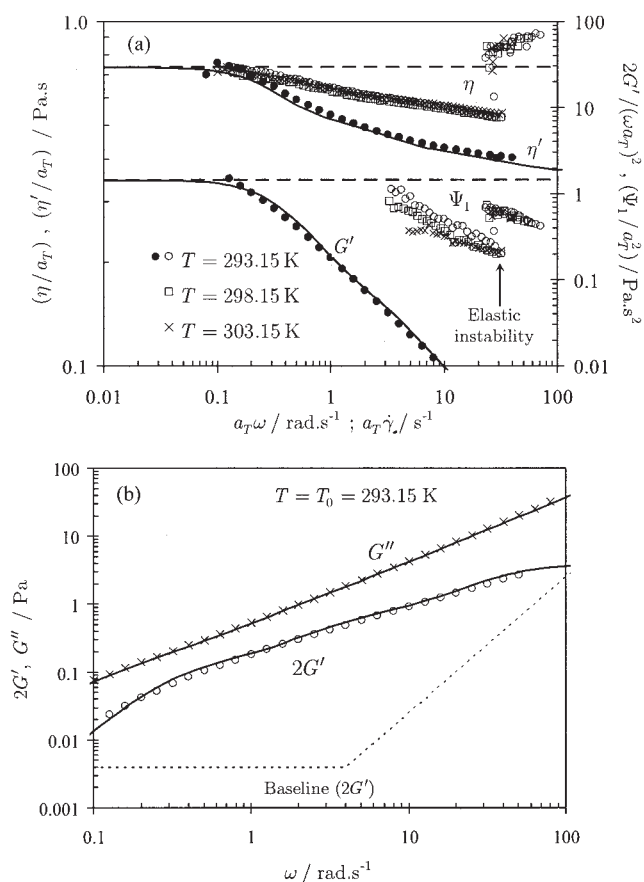 (a)
1.0
0.1
(η/a_T) , (η′/a_T) / Pa.s
100
10
1
0.1
0.01
2G′/(ωa_T)² , (Ψ₁/a_T²) / Pa.s²
η
η′
Ψ₁
G′
●○ T = 293.15 K
□ T = 298.15 K
× T = 303.15 K
Elastic
instability
0.01 0.1 1 10 100
a_Tω / rad.s⁻¹ ; a_Tγ̇ / s⁻¹
(b)
T = T₀ = 293.15 K
100
10
1
0.1
0.01
0.001
2G′, G″ / Pa
G″
2G′
Baseline (2G′)
0.1 1 10 100
ω / rad.s⁻¹